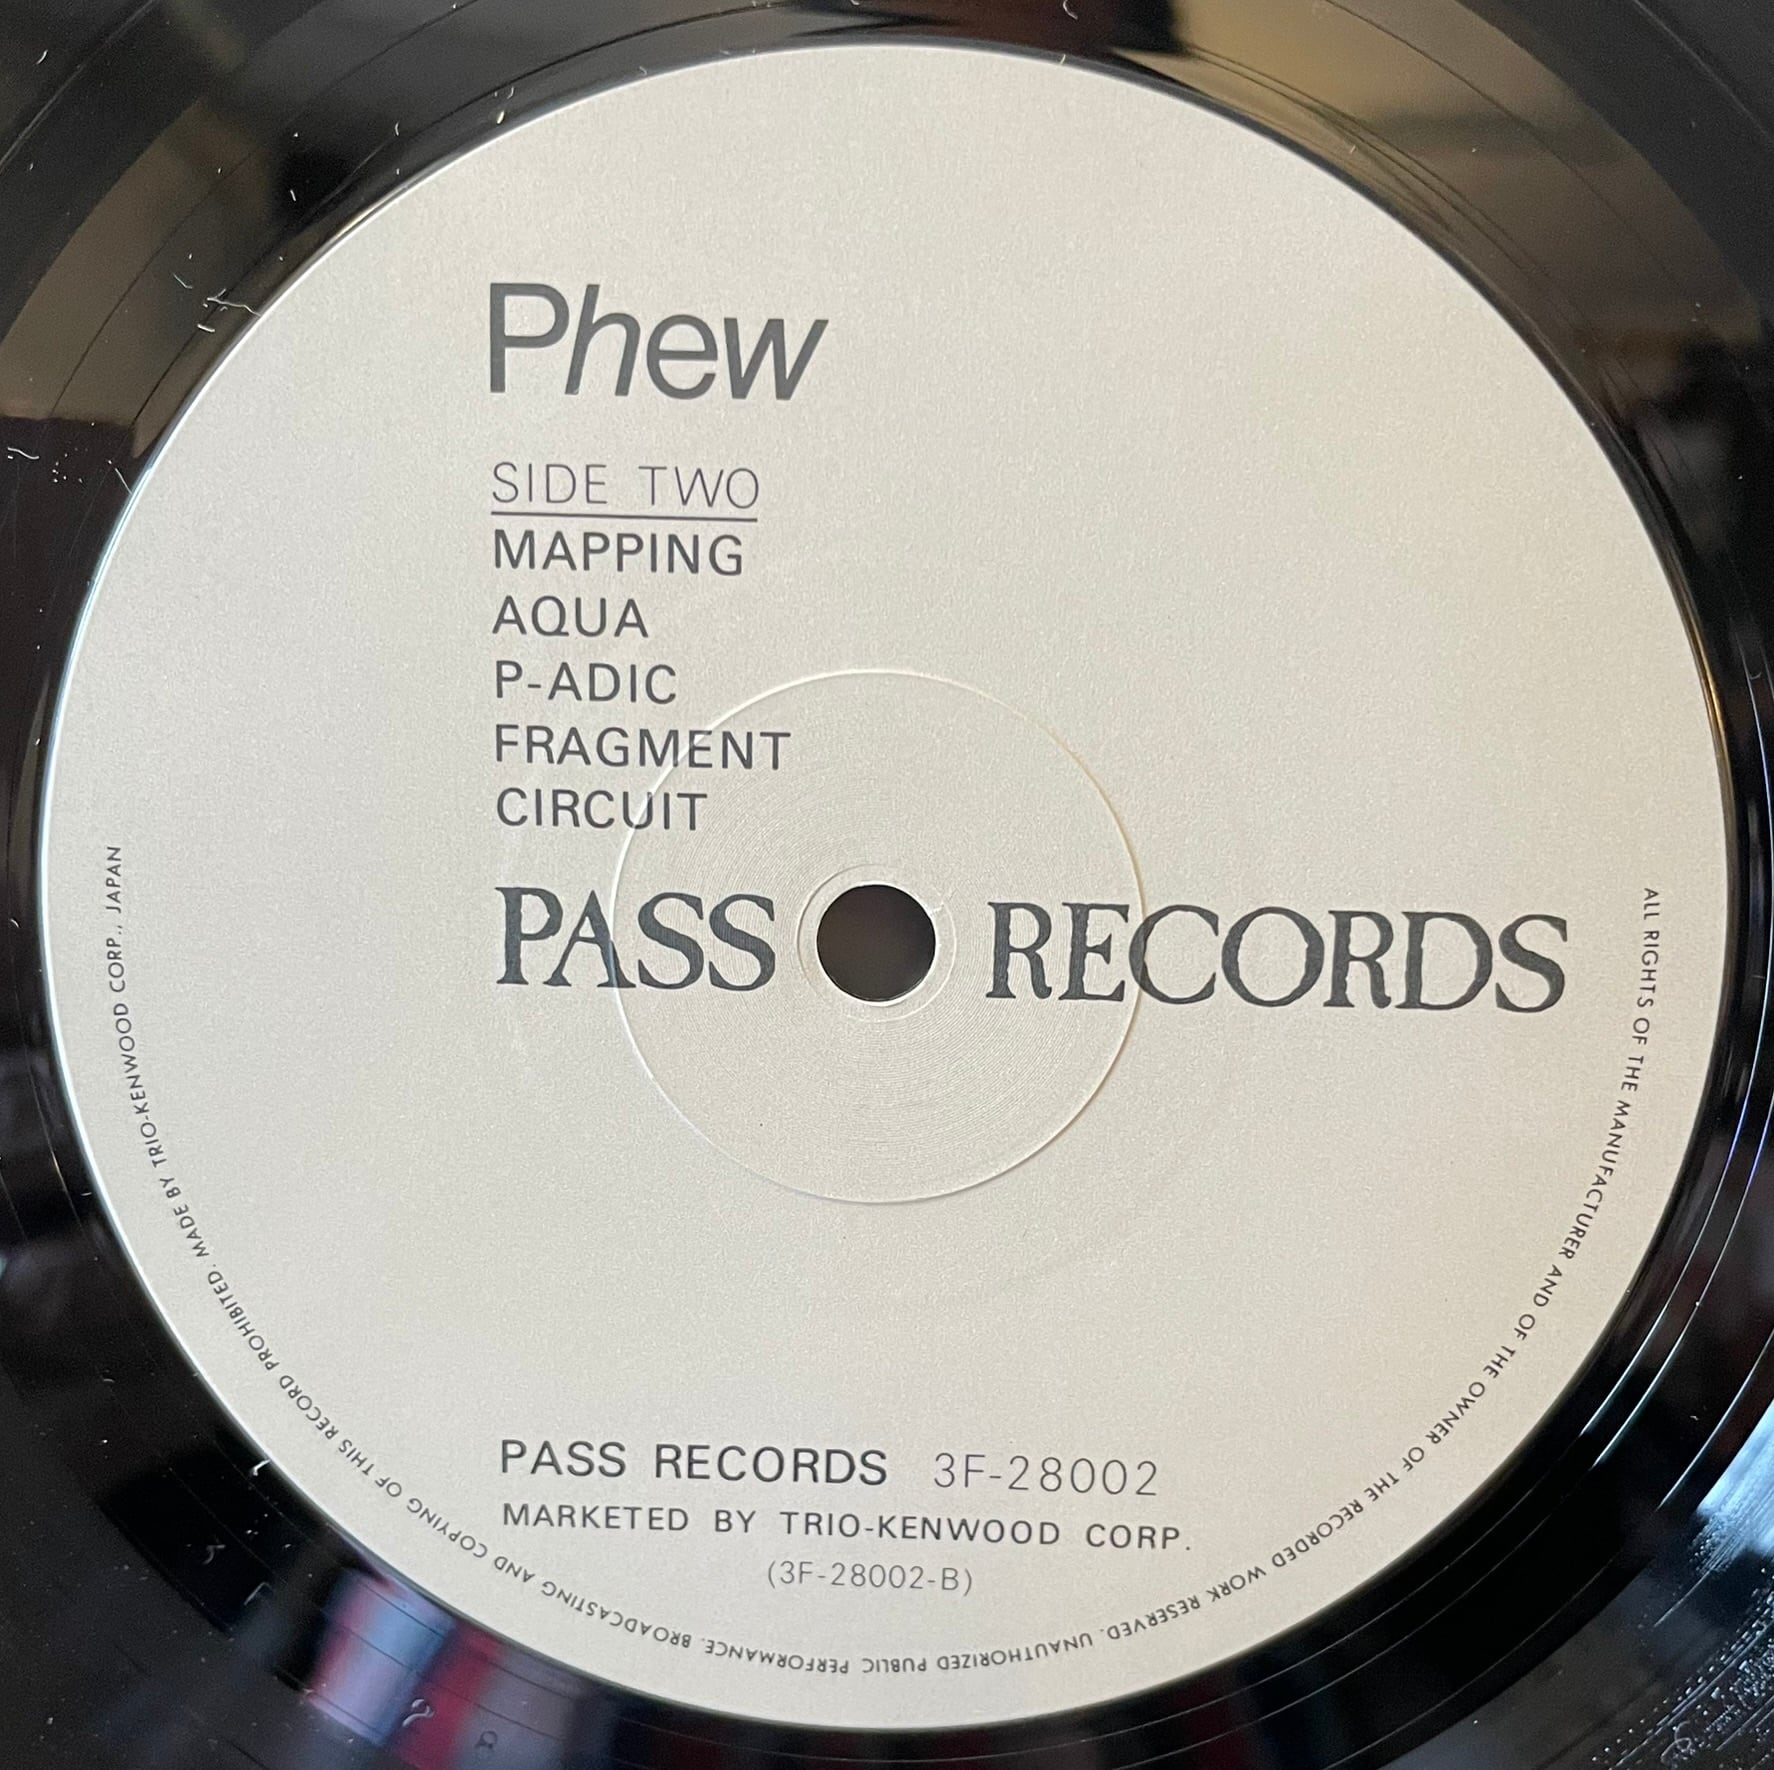 Phew
SIDE TWO
MAPPING
AQUA
P-ADIC
FRAGMENT
CIRCUIT
PASS RECORDS
PASS RECORDS 3F-28002
MARKETED BY TRIO-KENWOOD CORP.
(3F-28002-B)
ALL RIGHTS OF THE MANUFACTURER AND OF THE OWNER OF THE RECORDED WORK RESERVED. UNAUTHORIZED PUBLIC PERFORMANCE. BROADCASTING AND COPYING OF THIS RECORD PROHIBITED. MADE BY TRIO-KENWOOD CORP., JAPAN